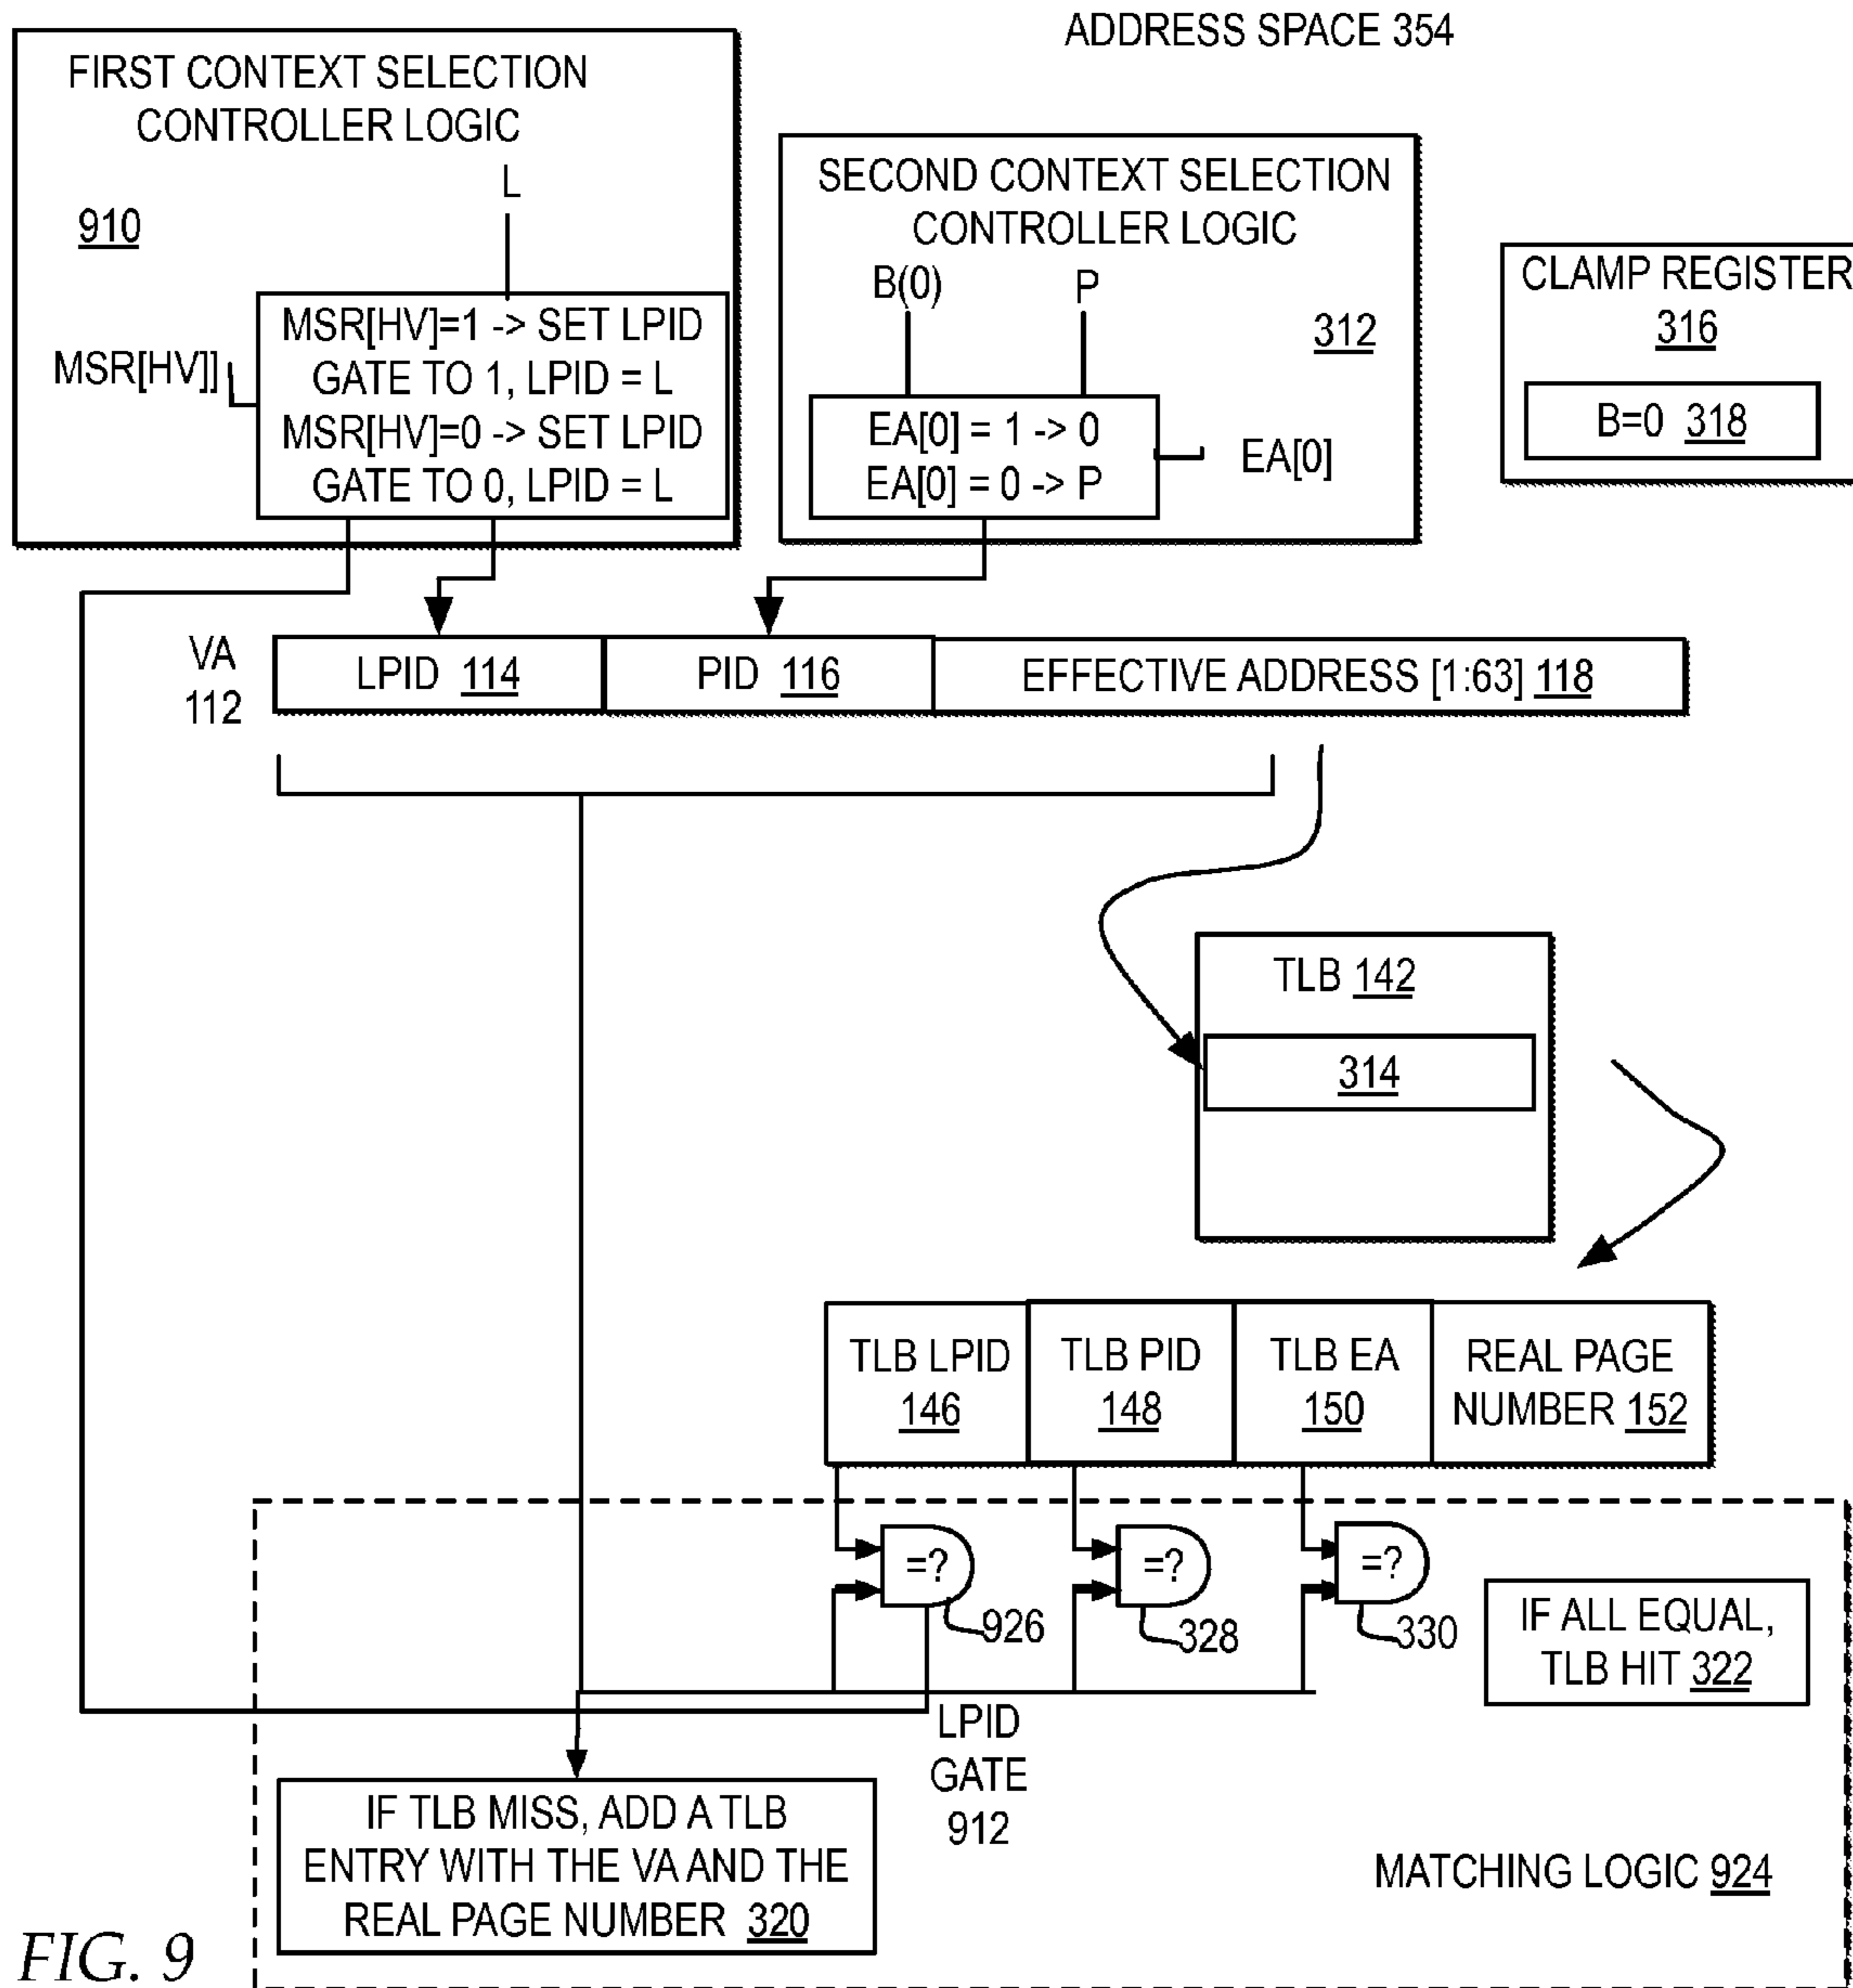 ADDRESS SPACE 354
FIRST CONTEXT SELECTION
CONTROLLER LOGIC
L
910
MSR[HV]]
MSR[HV]=1 -> SET LPID
GATE TO 1, LPID = L
MSR[HV]=0 -> SET LPID
GATE TO 0, LPID = L
SECOND CONTEXT SELECTION
CONTROLLER LOGIC
B(0) P
312
EA[0] = 1 -> 0
EA[0] = 0 -> P
EA[0]
CLAMP REGISTER
316
B=0 318
VA
112
LPID 114
PID 116
EFFECTIVE ADDRESS [1:63] 118
TLB 142
314
TLB LPID
146
TLB PID
148
TLB EA
150
REAL PAGE
NUMBER 152
=?
=?
=?
926
328
330
IF ALL EQUAL,
TLB HIT 322
LPID
GATE
912
IF TLB MISS, ADD A TLB
ENTRY WITH THE VA AND THE
REAL PAGE NUMBER 320
MATCHING LOGIC 924
FIG. 9